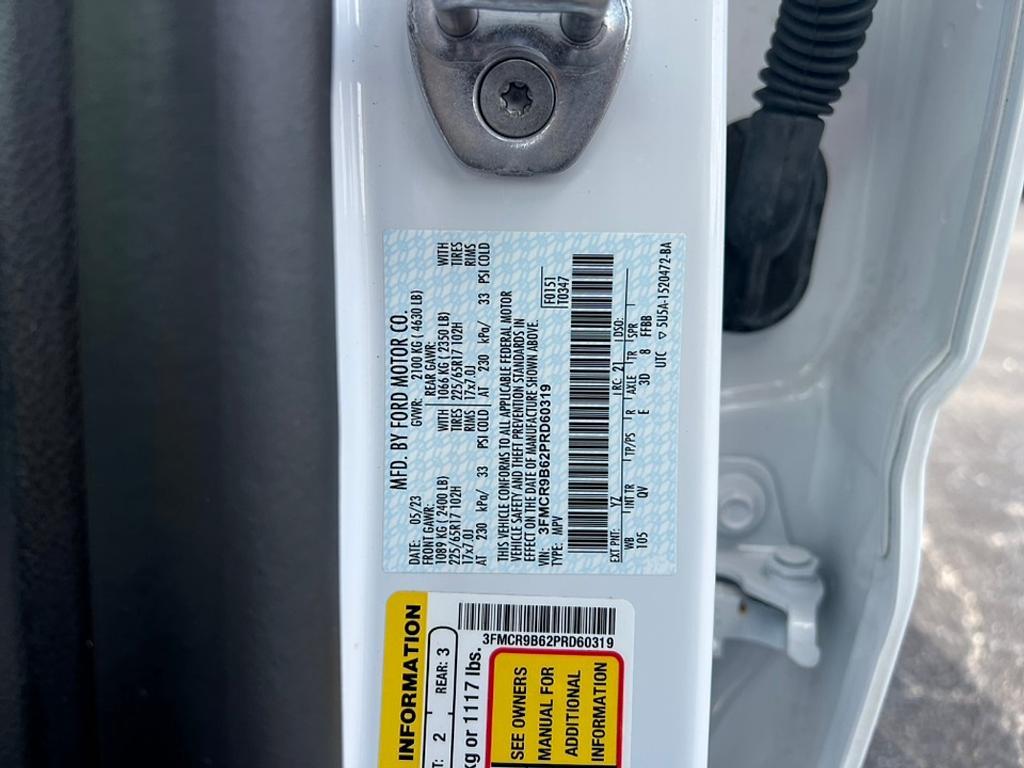 MFD. BY FORD MOTOR CO.
DATE: 05/23 GVWR: 2100 KG ( 4630 LB)
FRONT GAWR: REAR GAWR:
1089 KG ( 2400 LB) WITH 1066 KG ( 2350 LB) WITH
225/65R17 102H TIRES 225/65R17 102H TIRES
17x7.0J RIMS 17x7.0J RIMS
AT 230 kPa/ 33 PSI COLD AT 230 kPa/ 33 PSI COLD
THIS VEHICLE CONFORMS TO ALL APPLICABLE FEDERAL MOTOR
VEHICLE SAFETY AND THEFT PREVENTION STANDARDS IN
EFFECT ON THE DATE OF MANUFACTURE SHOWN ABOVE.
VIN: 3FMCR9B62PRD60319 F0151
TYPE: MPV T0347
EXT PNT: YZ RC: 21 DSO:
WB INT TR TP/PS R AXLE TR SPR
105 QV E 30 8 FFBB
UTC ▽ 5U5A-1520472-BA
INFORMATION
2 REAR: 3
kg or 1117 lbs.
3FMCR9B62PRD60319
SEE OWNERS
MANUAL FOR
ADDITIONAL
INFORMATION